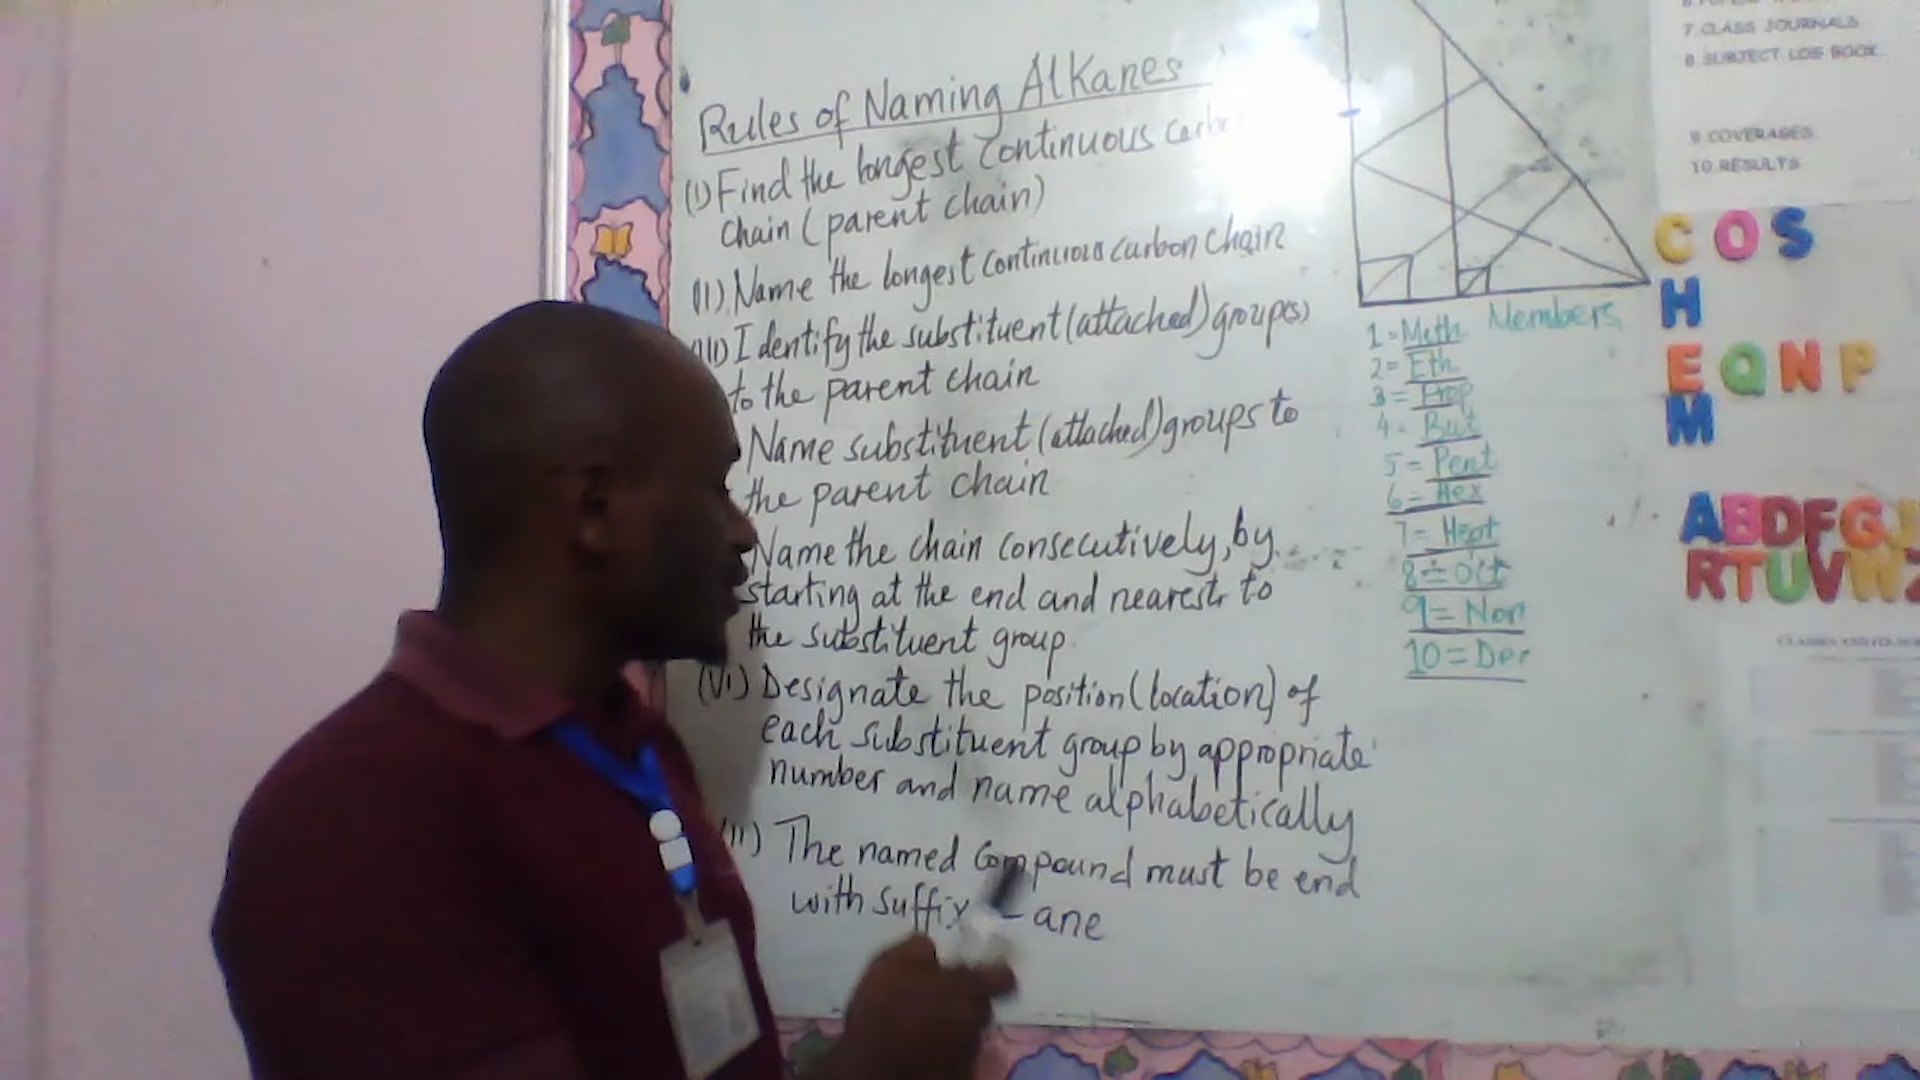 Rules of Naming Alkanes
(I) Find the longest continuous
chain (parent chain)
(II) Name the longest continuous carbon chain
(III) Identify the substituent (attached) group(s)
to the parent chain
Name substituent (attached) groups to
the parent chain
Name the chain consecutively, by
starting at the end and nearest to
the substituent group.
(VI) Designate the position (location) of
each substituent group by appropriate
number and name alphabetically
II) The named compound must be end
with suffix - ane
Members
1 = Meth
2 = Eth
3 = Prop
4 = But
5 = Pent
6 = Hex
7 = Hept
8 = Oct
9 = Non
10 = Dec
7. CLASS JOURNALS
8. SUBJECT LOG BOOK
9. COVERAGES
10. RESULTS
COS
H
E QNP
M
ABDFGJ
RTUVWZ